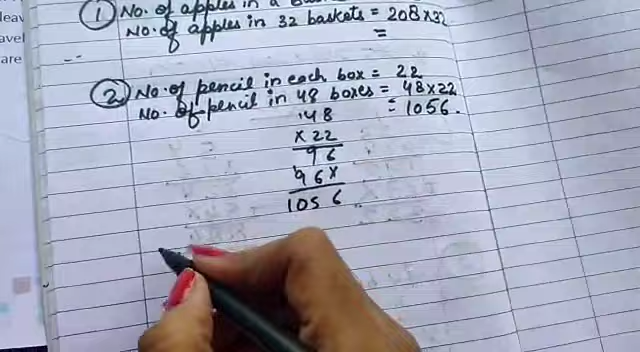 ① No. of apples in a
No. of apples in 32 baskets = 208×32
=
② No. of pencil in each box = 22
No. of pencil in 48 boxes = 48×22
= 1056.
48
×22
96
96×
1056